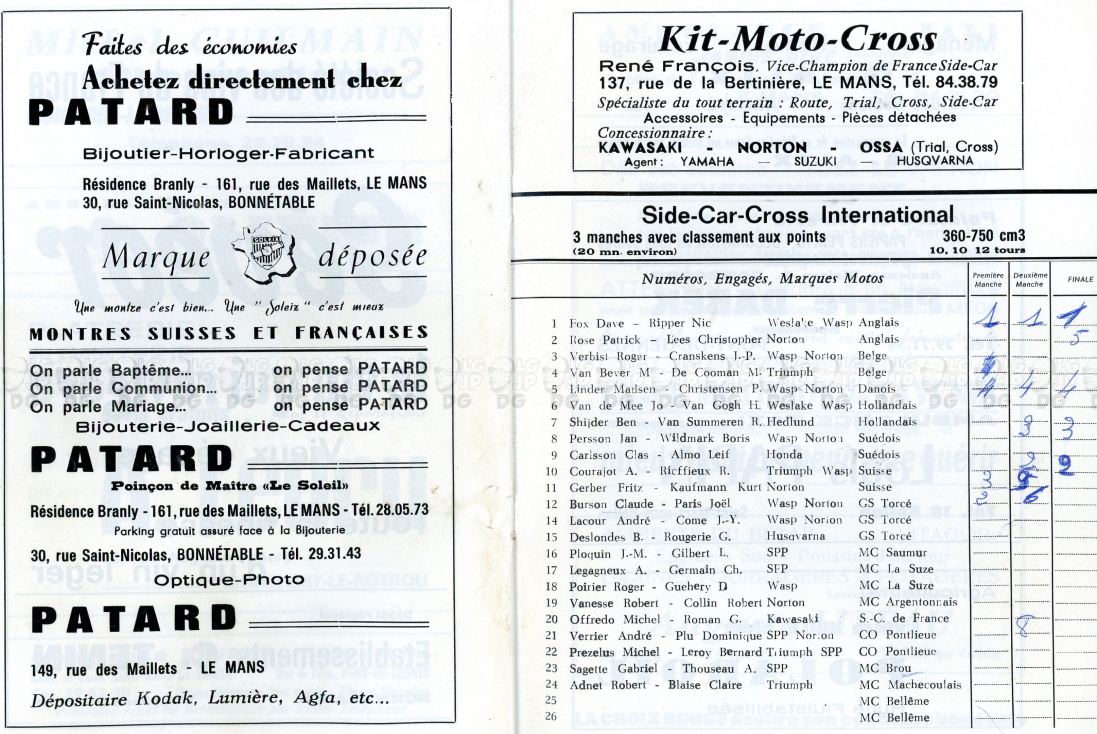 Faites des économies
Achetez directement chez
PATARD
Bijoutier-Horloger-Fabricant
Résidence Branly - 161, rue des Maillets, LE MANS
30, rue Saint-Nicolas, BONNÉTABLE
Marque SOLEIX déposée
Une montre c'est bien... Une "Soleix" c'est mieux
MONTRES SUISSES ET FRANÇAISES
On parle Baptême... on pense PATARD
On parle Communion... on pense PATARD
On parle Mariage... on pense PATARD
Bijouterie-Joaillerie-Cadeaux
PATARD
Poinçon de Maître «Le Soleil»
Résidence Branly - 161, rue des Maillets, LE MANS - Tél. 28.05.73
Parking gratuit assuré face à la Bijouterie
30, rue Saint-Nicolas, BONNÉTABLE - Tél. 29.31.43
Optique-Photo
PATARD
149, rue des Maillets - LE MANS
Dépositaire Kodak, Lumière, Agfa, etc...
Kit-Moto-Cross
René François, Vice-Champion de France Side-Car
137, rue de la Bertinière, LE MANS, Tél. 84.38.79
Spécialiste du tout terrain : Route, Trial, Cross, Side-Car
Accessoires - Equipements - Pièces détachées
Concessionnaire :
KAWASAKI - NORTON - OSSA (Trial, Cross)
Agent : YAMAHA — SUZUKI — HUSQVARNA
Side-Car-Cross International
3 manches avec classement aux points 360-750 cm3
(20 mn. environ) 10, 10 12 tours
Numéros, Engagés, Marques Motos Première Manche Deuxième Manche FINALE
1 Fox Dave - Ripper Nic Weslake Wasp Anglais 1 1 1
2 Rose Patrick - Lees Christopher Norton Anglais 5
3 Verbist Roger - Cranskens J.-P. Wasp Norton Belge
4 Van Bever M - De Cooman M. Triumph Belge
5 Linder Madsen - Christensen P. Wasp Norton Danois 4 4 4
6 Van de Mee Jo - Van Gogh H. Weslake Wasp Hollandais
7 Shijder Ben - Van Summeren R. Hedlund Hollandais 3 3
8 Persson Jan - Wildmark Boris Wasp Norton Suédois
9 Carlsson Clas - Almo Leif Honda Suédois 2 2
10 Courajot A. - Ricffieux R. Triumph Wasp Suisse 3
11 Gerber Fritz - Kaufmann Kurt Norton Suisse 2 6
12 Burson Claude - Paris Joël Wasp Norton GS Torcé
14 Lacour André - Come J.-Y. Wasp Norton GS Torcé
15 Deslondes B. - Rougerie G. Husqvarna GS Torcé
16 Ploquin J.-M. - Gilbert L. SPP MC Saumur
17 Legagneux A. - Germain Ch. SPP MC La Suze
18 Poirier Roger - Guehery D Wasp MC La Suze
19 Vanesse Robert - Collin Robert Norton MC Argentonnais
20 Offredo Michel - Roman G. Kawasaki S.-C. de France
21 Verrier André - Plu Dominique SPP Norton CO Pontlieue 8
22 Prezelus Michel - Leroy Bernard Triumph SPP CO Pontlieue
23 Sagette Gabriel - Thouseau A. SPP MC Brou
24 Adnet Robert - Blaise Claire Triumph MC Machecoulais
25 MC Bellême
26 MC Bellême